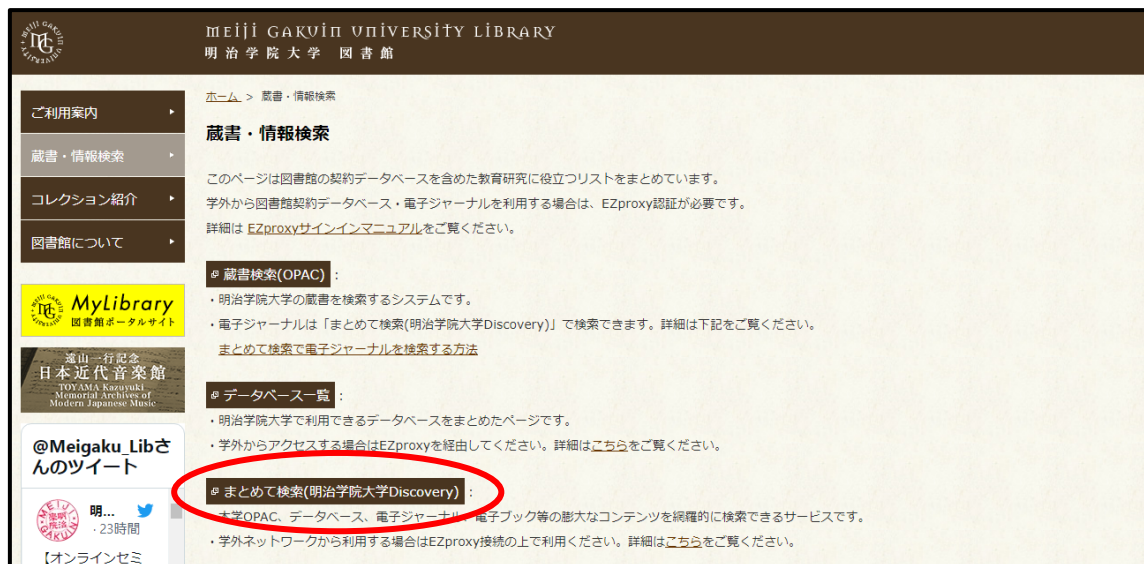 MEIJI GAKUIN UNIVERSITY LIBRARY
明治学院大学 図書館
ホーム > 蔵書・情報検索
ご利用案内
蔵書・情報検索
コレクション紹介
図書館について
MyLibrary
図書館ポータルサイト
遠山一行記念
日本近代音楽館
TOYAMA Kazuyuki
Memorial Archives of
Modern Japanese Music
@Meigaku_Libさ
んのツイート
明...
· 23時間
【オンラインセミ
蔵書・情報検索
このページは図書館の契約データベースを含めた教育研究に役立つリストをまとめています。
学外から図書館契約データベース・電子ジャーナルを利用する場合は、EZproxy認証が必要です。
詳細は EZproxyサインインマニュアルをご覧ください。
蔵書検索(OPAC) :
・明治学院大学の蔵書を検索するシステムです。
・電子ジャーナルは「まとめて検索(明治学院大学Discovery)」で検索できます。詳細は下記をご覧ください。
まとめて検索で電子ジャーナルを検索する方法
データベース一覧 :
・明治学院大学で利用できるデータベースをまとめたページです。
・学外からアクセスする場合はEZproxyを経由してください。詳細はこちらをご覧ください。
まとめて検索(明治学院大学Discovery) :
・本学OPAC、データベース、電子ジャーナル、電子ブック等の膨大なコンテンツを網羅的に検索できるサービスです。
・学外ネットワークから利用する場合はEZproxy接続の上で利用ください。詳細はこちらをご覧ください。